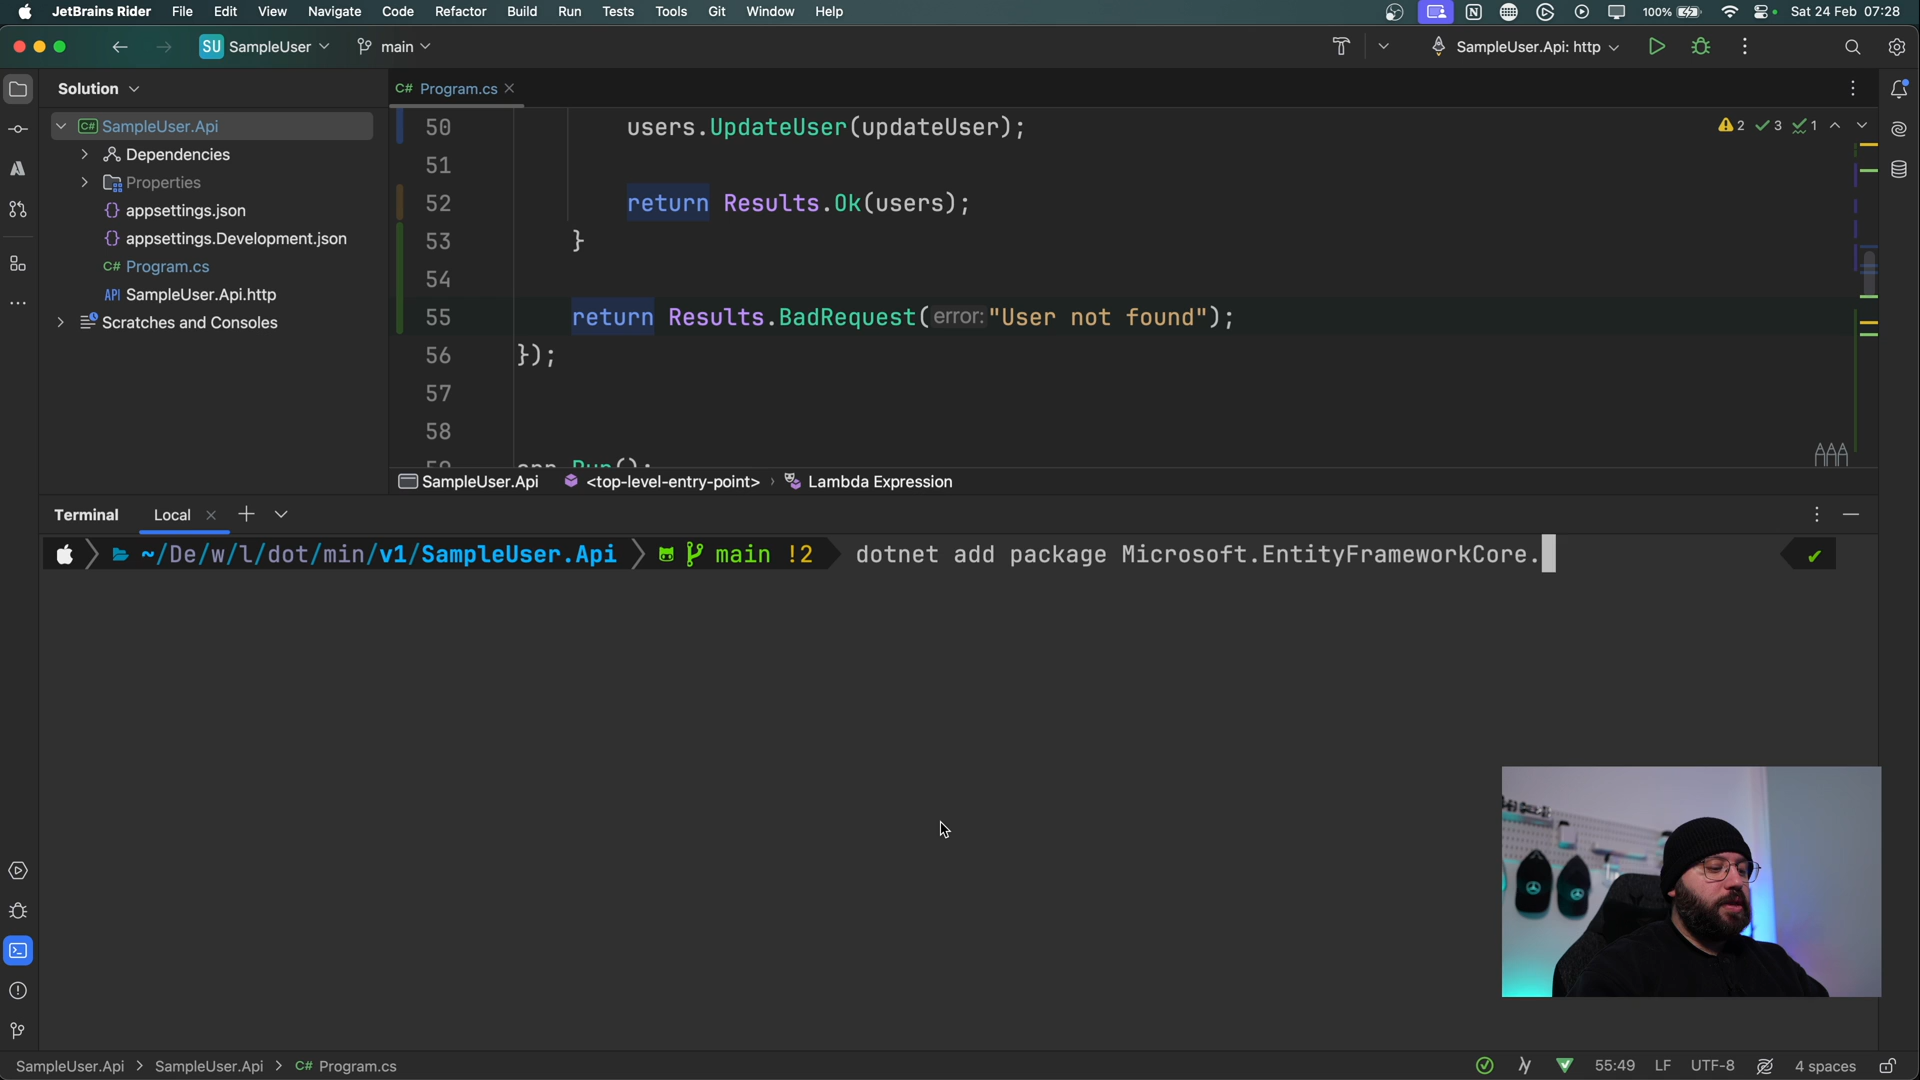 JetBrains Rider File Edit View Navigate Code Refactor Build Run Tests Tools Git Window Help 100% Sat 24 Feb 07:28
SU SampleUser main SampleUser.Api: http
Solution
C# Program.cs
C# SampleUser.Api
Dependencies
Properties
{} appsettings.json
{} appsettings.Development.json
C# Program.cs
API SampleUser.Api.http
Scratches and Consoles
50 users.UpdateUser(updateUser);
2 3 1
51
52 return Results.Ok(users);
53 }
54
55 return Results.BadRequest(error:"User not found");
56 });
57
58
SampleUser.Api <top-level-entry-point> › Lambda Expression
Terminal Local
~/De/w/l/dot/min/v1/SampleUser.Api main !2 dotnet add package Microsoft.EntityFrameworkCore.
SampleUser.Api > SampleUser.Api > C# Program.cs 55:49 LF UTF-8 4 spaces